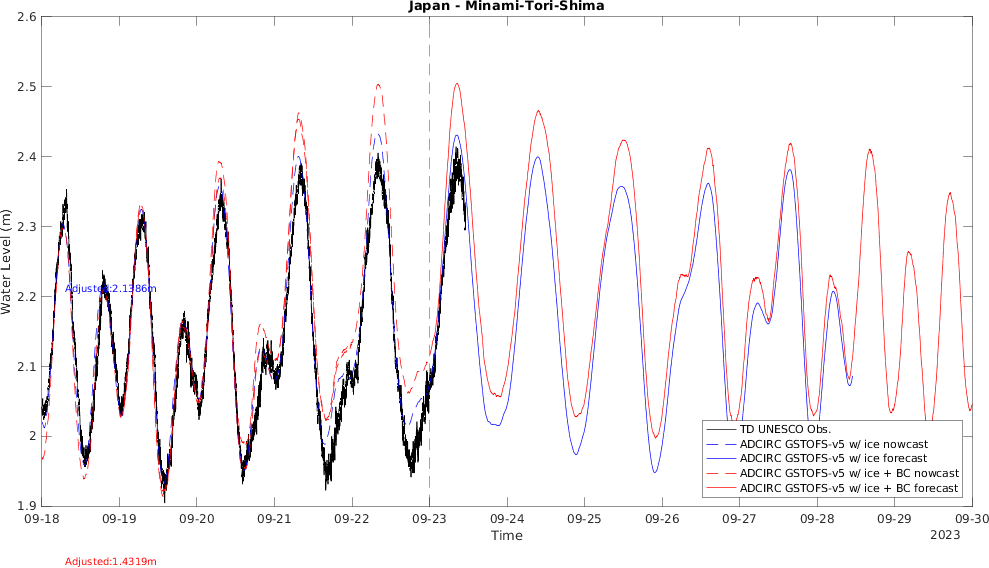 Japan - Minami-Tori-Shima
Water Level (m)
2.6
2.5
2.4
2.3
2.2
2.1
2
1.9
Adjusted:2.1386m
TD UNESCO Obs.
ADCIRC GSTOFS-v5 w/ ice nowcast
ADCIRC GSTOFS-v5 w/ ice forecast
ADCIRC GSTOFS-v5 w/ ice + BC nowcast
ADCIRC GSTOFS-v5 w/ ice + BC forecast
09-18 09-19 09-20 09-21 09-22 09-23 09-24 09-25 09-26 09-27 09-28 09-29 09-30
Time
2023
Adjusted:1.4319m